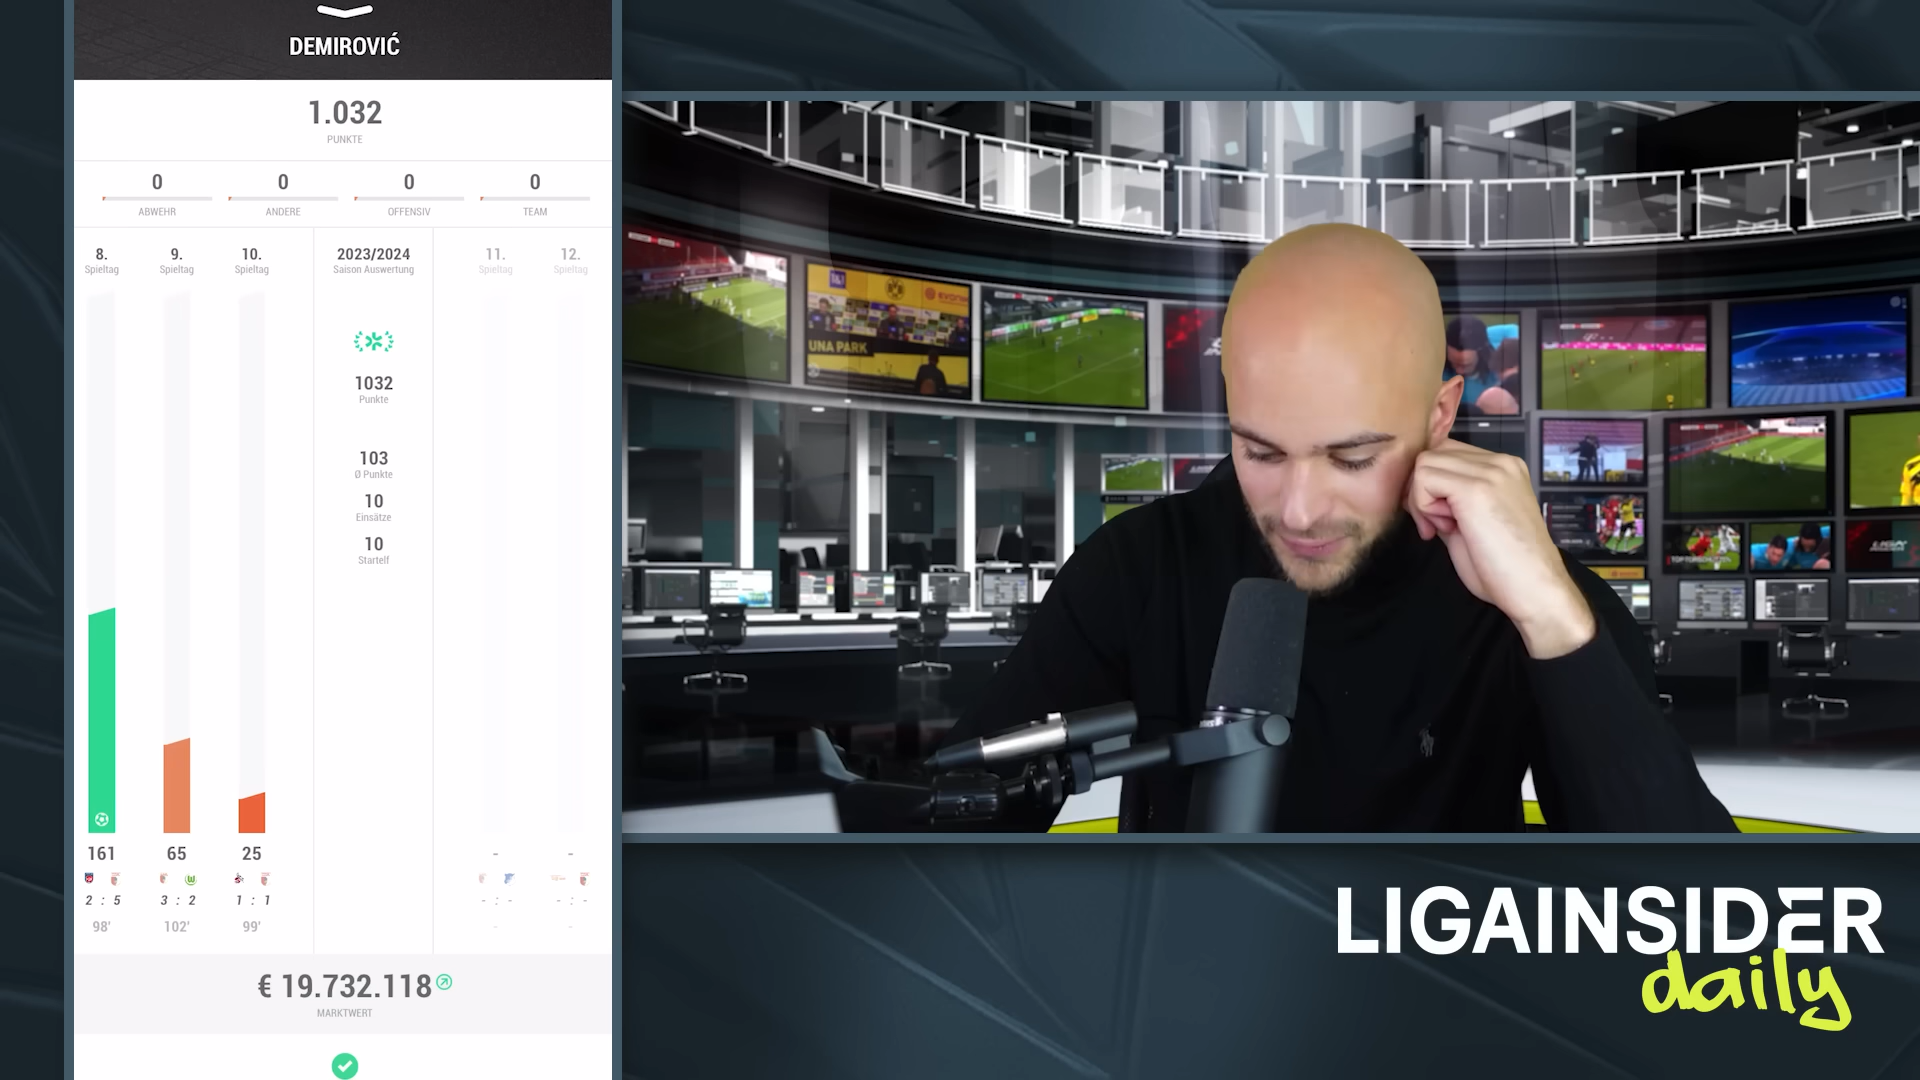 DEMIROVIĆ
1.032
PUNKTE
0 0 0 0
ABWEHR ANDERE OFFENSIV TEAM
8. 9. 10. 2023/2024 11. 12.
Spieltag Spieltag Spieltag Saison Auswertung Spieltag Spieltag
1032
Punkte
103
Ø Punkte
10
Einsätze
10
Startelf
161 65 25 - -
2 : 5 3 : 2 1 : 1 - : - - : -
98' 102' 99' - -
€ 19.732.118
MARKTWERT
UNA PARK
LIGAINSIDER
daily